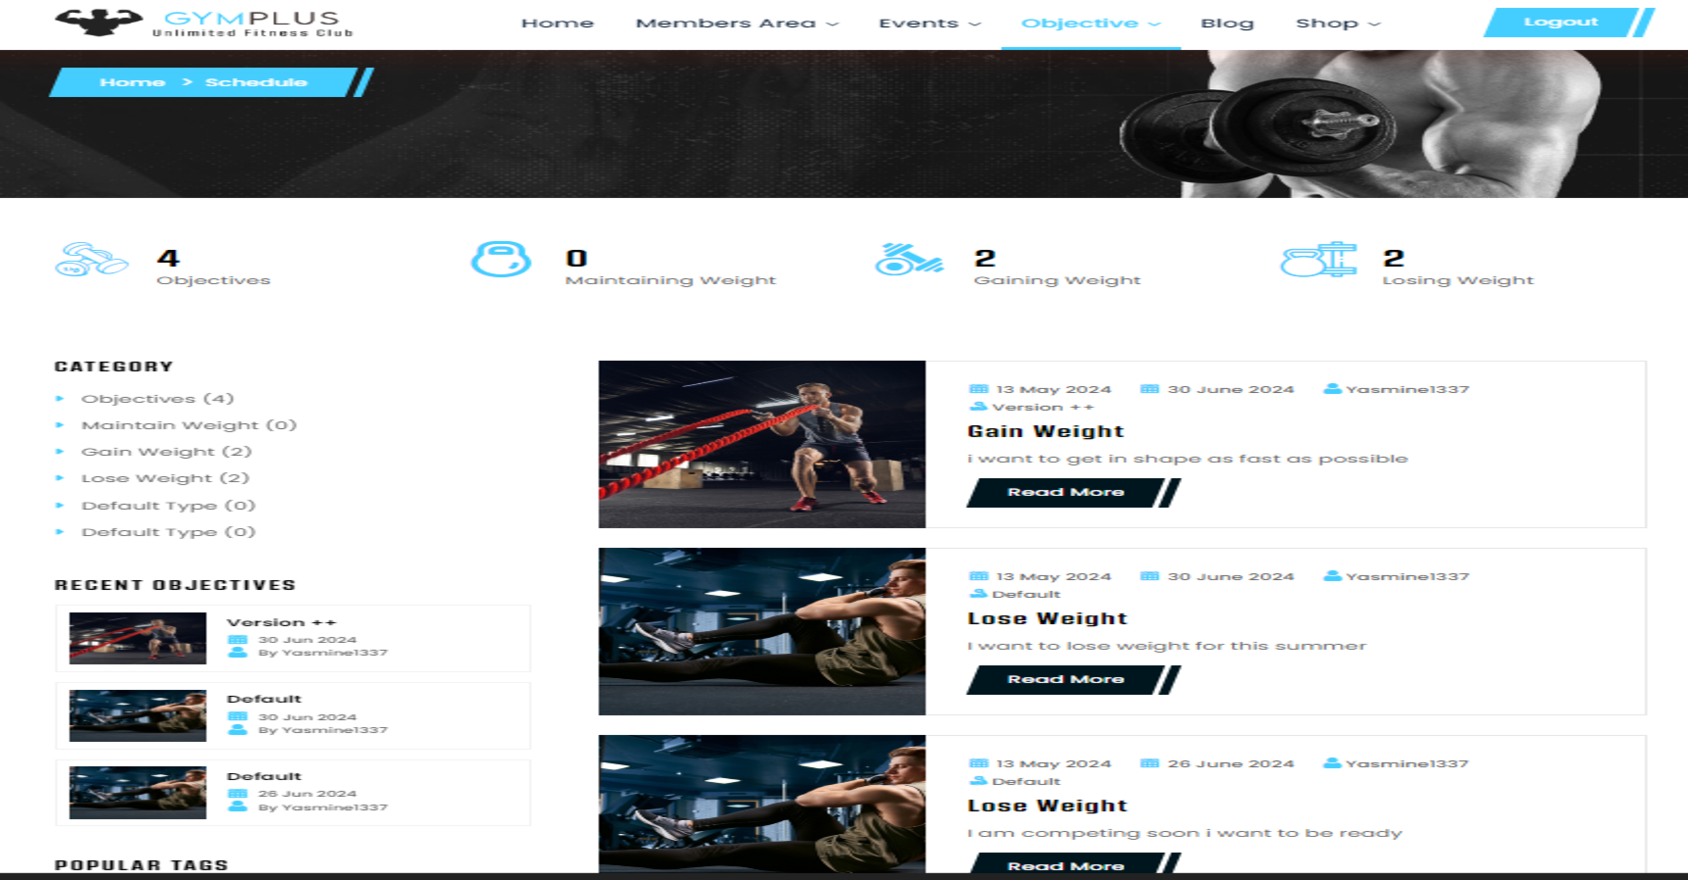 GYMPLUS
Unlimited Fitness Club
Home Members Area Events Objective Blog Shop Logout
Home > Schedule
4
Objectives
0
Maintaining Weight
2
Gaining Weight
2
Losing Weight
CATEGORY
Objectives (4)
Maintain Weight (0)
Gain Weight (2)
Lose Weight (2)
Default Type (0)
Default Type (0)
RECENT OBJECTIVES
Version ++
30 Jun 2024
By Yasmine1337
Default
30 Jun 2024
By Yasmine1337
Default
26 Jun 2024
By Yasmine1337
POPULAR TAGS
13 May 2024 30 June 2024 Yasmine1337
Version ++
Gain Weight
i want to get in shape as fast as possible
Read More
13 May 2024 30 June 2024 Yasmine1337
Default
Lose Weight
I want to lose weight for this summer
Read More
13 May 2024 26 June 2024 Yasmine1337
Default
Lose Weight
I am competing soon i want to be ready
Read More